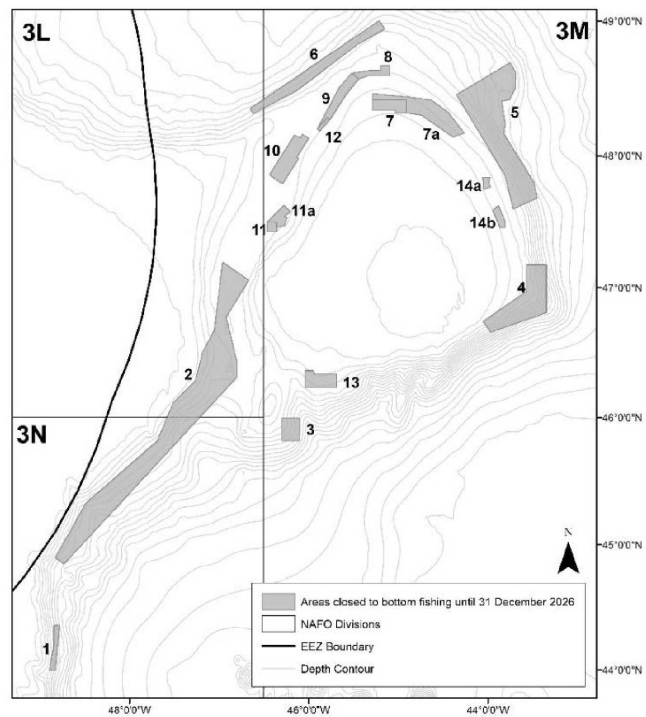 3L
3M
49°0'0"N
6
8
9
5
12
7
7a
48°0'0"N
10
14a
11a
14b
11
4
47°0'0"N
2
13
46°0'0"N
3N
3
45°0'0"N
N
Areas closed to bottom fishing until 31 December 2026
NAFO Divisions
EEZ Boundary
Depth Contour
1
44°0'0"N
48°0'0"W
46°0'0"W
44°0'0"W